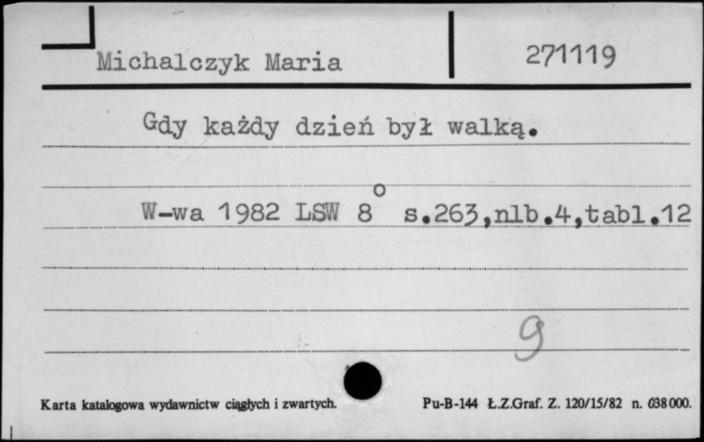 Michalczyk Maria 271119
Gdy każdy dzień był walką.
W-wa 1982 LSW 8° s.263,nlb.4,tabl.12
9
Karta katalogowa wydawnictw ciągłych i zwartych. Pu-B-144 Ł.Z.Graf. Z. 120/15/82 n. 638000.